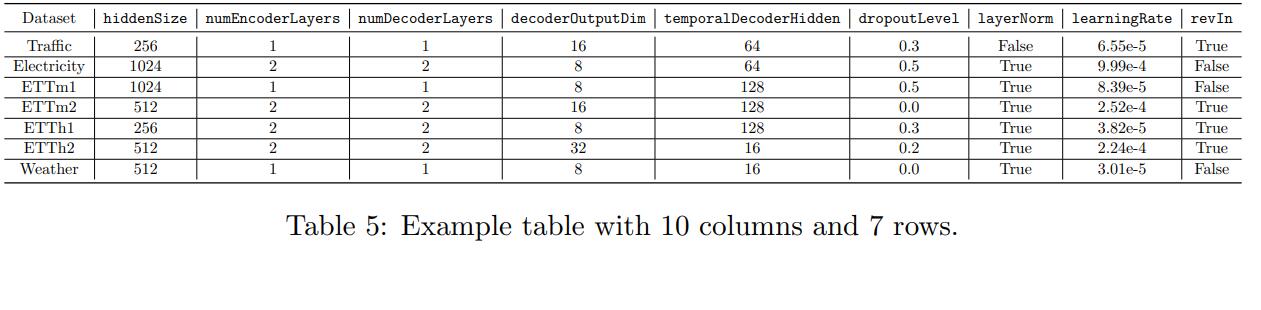 Dataset hiddenSize numEncoderLayers numDecoderLayers decoderOutputDim temporalDecoderHidden dropoutLevel layerNorm learningRate revIn
Traffic 256 1 1 16 64 0.3 False 6.55e-5 True
Electricity 1024 2 2 8 64 0.5 True 9.99e-4 False
ETTm1 1024 1 1 8 128 0.5 True 8.39e-5 False
ETTm2 512 2 2 16 128 0.0 True 2.52e-4 True
ETTh1 256 2 2 8 128 0.3 True 3.82e-5 True
ETTh2 512 2 2 32 16 0.2 True 2.24e-4 True
Weather 512 1 1 8 16 0.0 True 3.01e-5 False
Table 5: Example table with 10 columns and 7 rows.